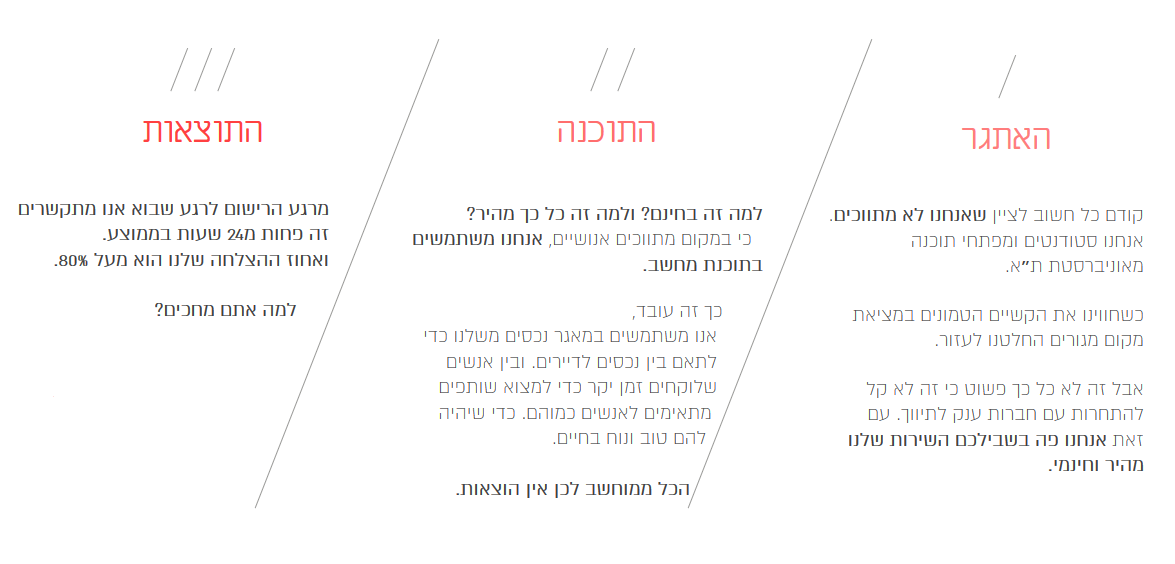 האתגר
קודם כל חשוב לציין שאנחנו לא מתווכים.
אנחנו סטודנטים ומפתחי תוכנה
מאוניברסטת ת"א.
כשחווינו את הקשיים הטמונים במציאת
מקום מגורים החלטנו לעזור.
אבל זה לא כל כך פשוט כי זה לא קל
להתחרות עם חברות ענק לתיווך. עם
זאת אנחנו פה בשבילכם השירות שלנו
מהיר וחינמי.
התוכנה
למה זה בחינם? ולמה זה כל כך מהיר?
כי במקום מתווכים אנושיים, אנחנו משתמשים
בתוכנת מחשב.
כך זה עובד,
אנו משתמשים במאגר נכסים משלנו כדי
לתאם בין נכסים לדיירים. ובין אנשים
שלוקחים זמן יקר כדי למצוא שותפים
מתאימים לאנשים כמוהם. כדי שיהיה
להם טוב ונוח בחיים.
הכל ממוחשב לכן אין הוצאות.
התוצאות
מרגע הרישום לרגע שבוא אנו מתקשרים
זה פחות מ24 שעות בממוצע.
ואחוז ההצלחה שלנו הוא מעל 80%.
למה אתם מחכים?